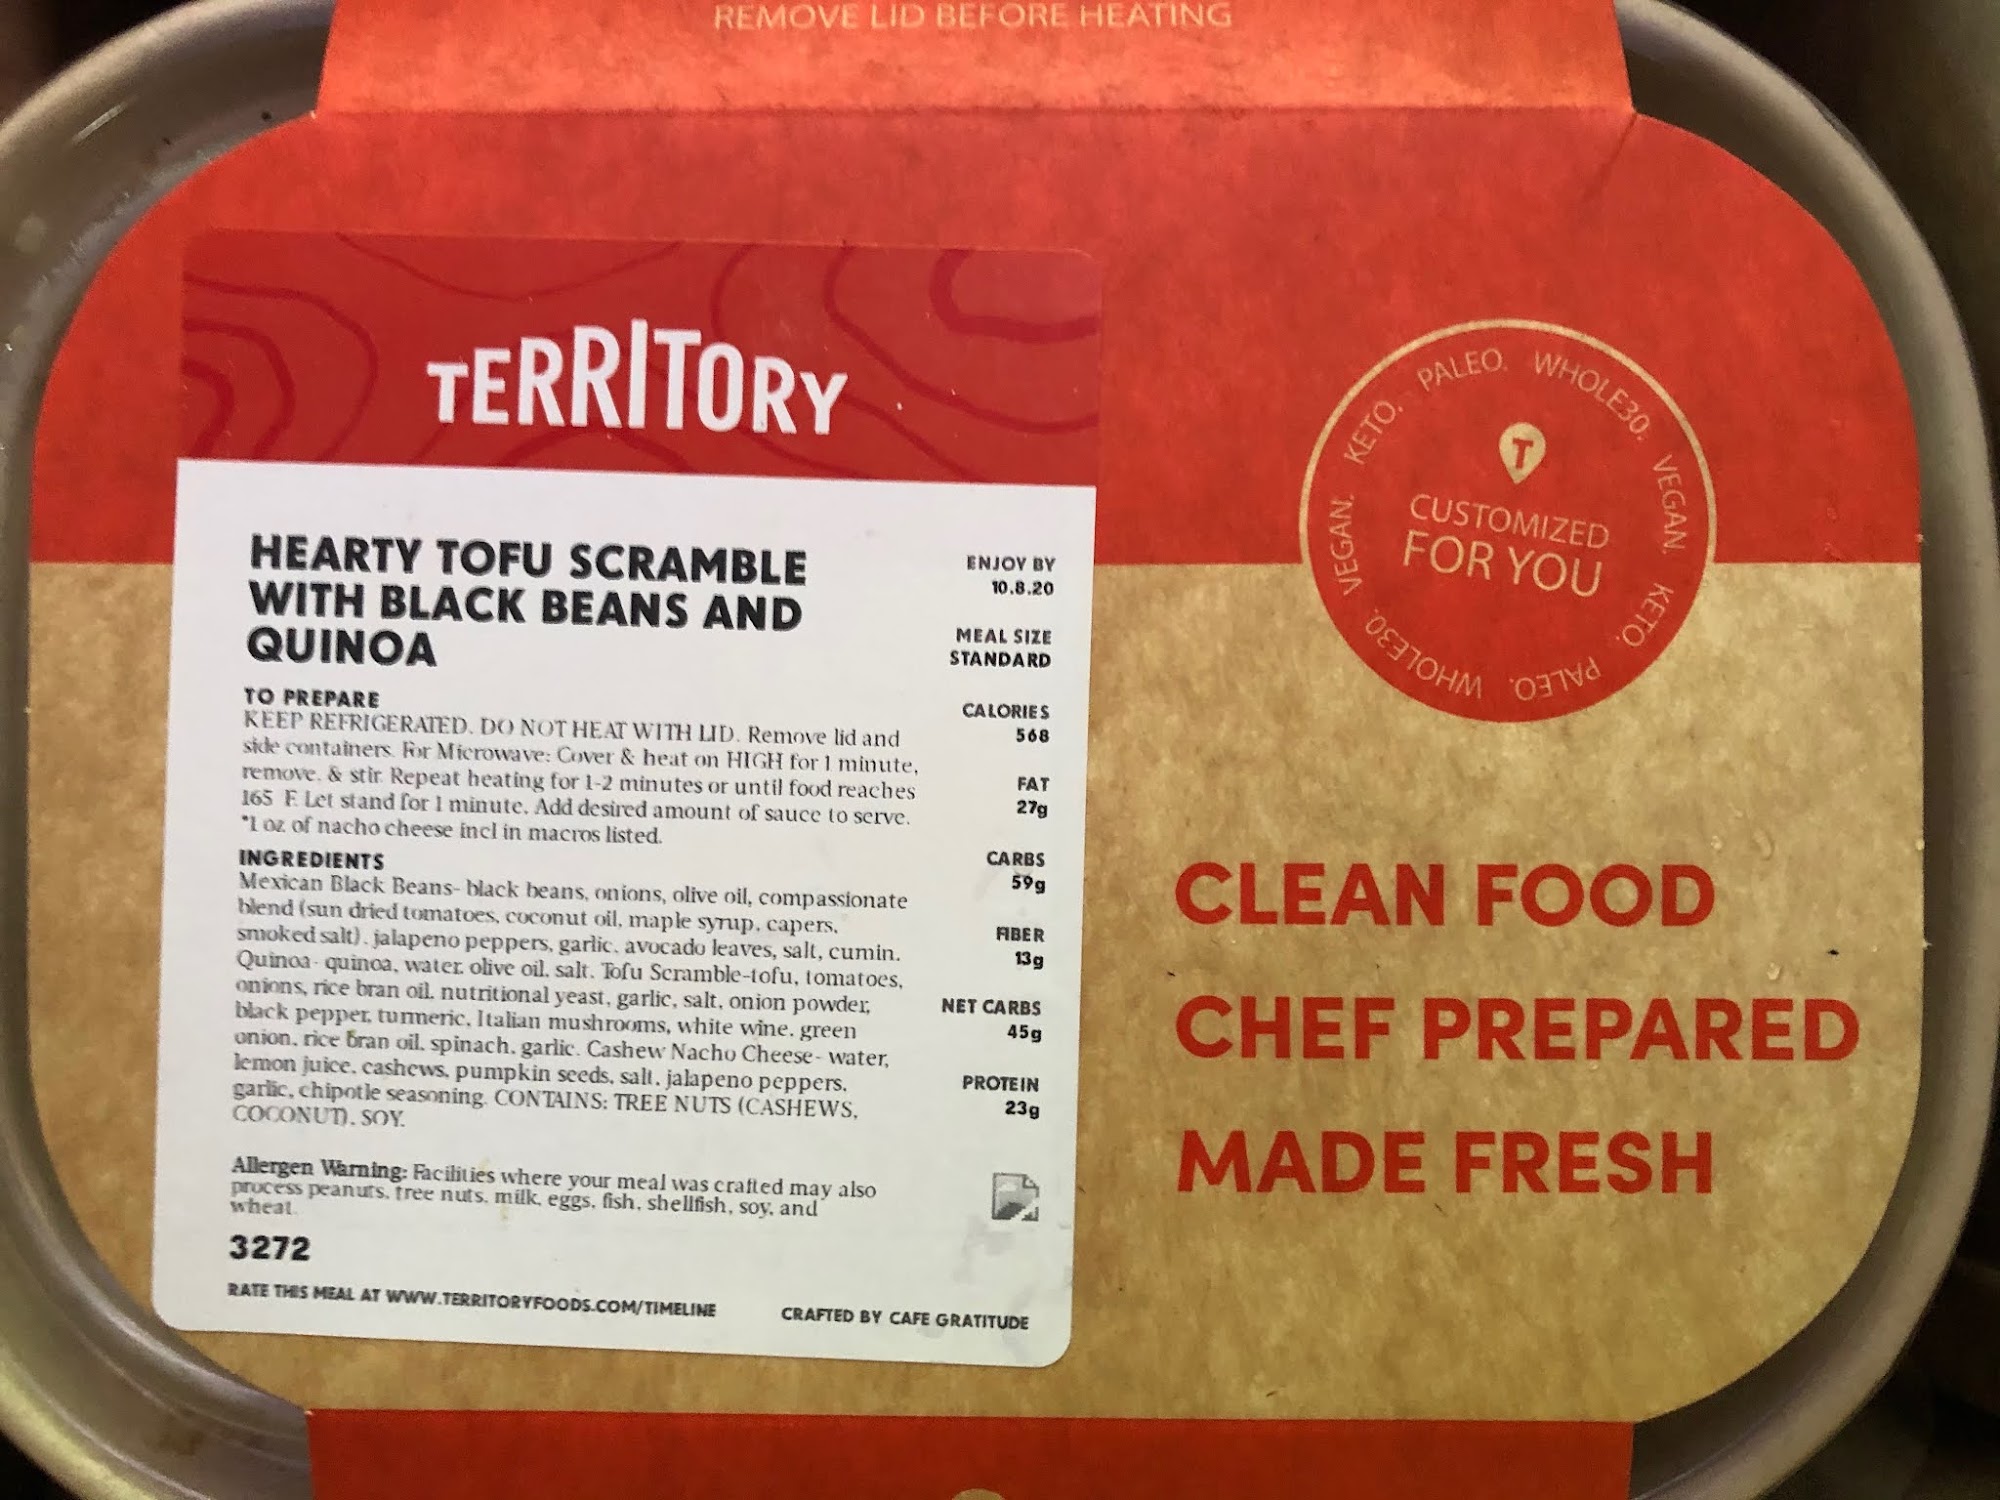 REMOVE LID BEFORE HEATING
TERRITORY
HEARTY TOFU SCRAMBLE
WITH BLACK BEANS AND
QUINOA
TO PREPARE
KEEP REFRIGERATED. DO NOT HEAT WITH LID. Remove lid and
side containers. For Microwave: Cover & heat on HIGH for 1 minute,
remove. & stir. Repeat heating for 1-2 minutes or until food reaches
165 F. Let stand for 1 minute. Add desired amount of sauce to serve.
*1 oz of nacho cheese incl in macros listed.
INGREDIENTS
Mexican Black Beans- black beans, onions, olive oil, compassionate
blend (sun dried tomatoes, coconut oil, maple syrup, capers,
smoked salt), jalapeno peppers, garlic, avocado leaves, salt, cumin.
Quinoa- quinoa, water, olive oil, salt. Tofu Scramble-tofu, tomatoes,
onions, rice bran oil, nutritional yeast, garlic, salt, onion powder,
black pepper, turmeric, Italian mushrooms, white wine, green
onion, rice bran oil, spinach, garlic. Cashew Nacho Cheese- water,
lemon juice, cashews, pumpkin seeds, salt, jalapeno peppers,
garlic, chipotle seasoning. CONTAINS: TREE NUTS (CASHEWS,
COCONUT), SOY.
Allergen Warning: Facilities where your meal was crafted may also
process peanuts, tree nuts, milk, eggs, fish, shellfish, soy, and
wheat.
3272
RATE THIS MEAL AT WWW.TERRITORYFOODS.COM/TIMELINE
CRAFTED BY CAFE GRATITUDE
ENJOY BY
10.8.20
MEAL SIZE
STANDARD
CALORIES
568
FAT
27g
CARBS
59g
FIBER
13g
NET CARBS
45g
PROTEIN
23g
KETO. PALEO. WHOLE30. VEGAN. KETO. PALEO. WHOLE30. VEGAN.
T
CUSTOMIZED
FOR YOU
CLEAN FOOD
CHEF PREPARED
MADE FRESH